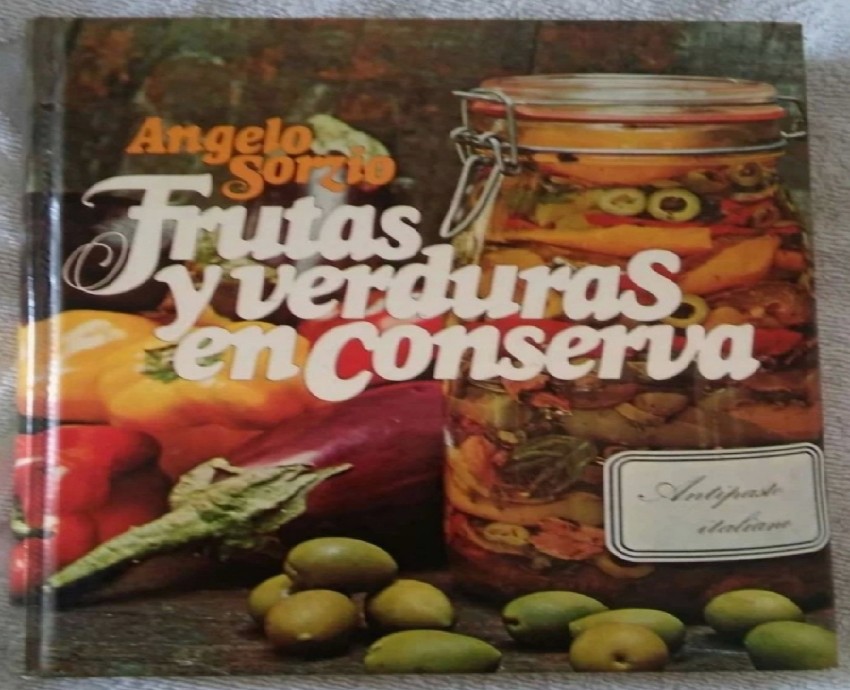 Angelo
Sorzio
Frutas
y verduras
en Conserva
Antipasto
italiano